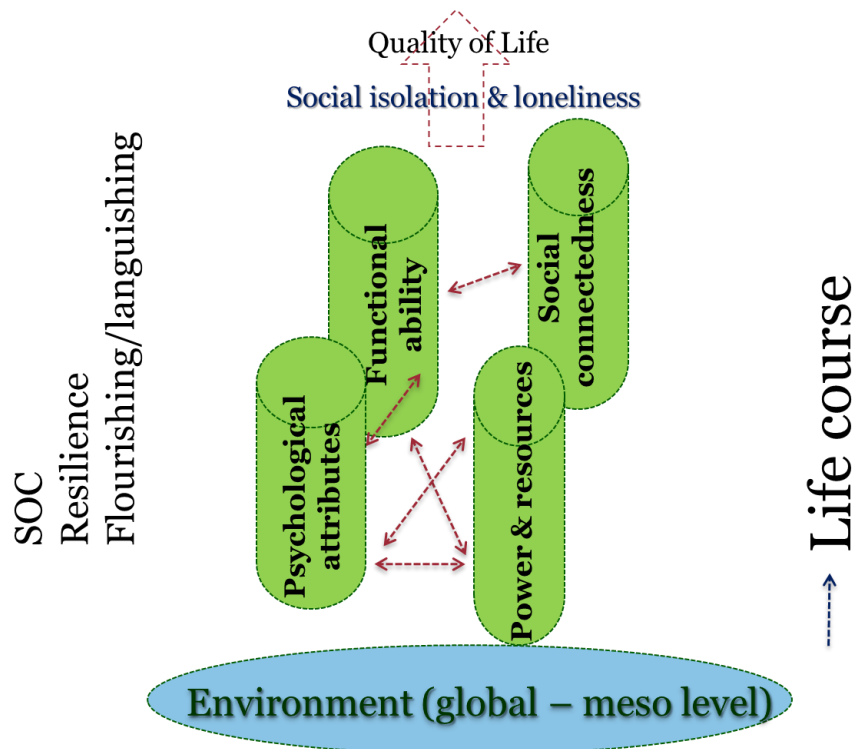 Quality of Life
Social isolation & loneliness
SOC
Resilience
Flourishing/languishing
Functional
ability
Social
connectedness
Psychological
attributes
Power & resources
Life course
Environment (global – meso level)